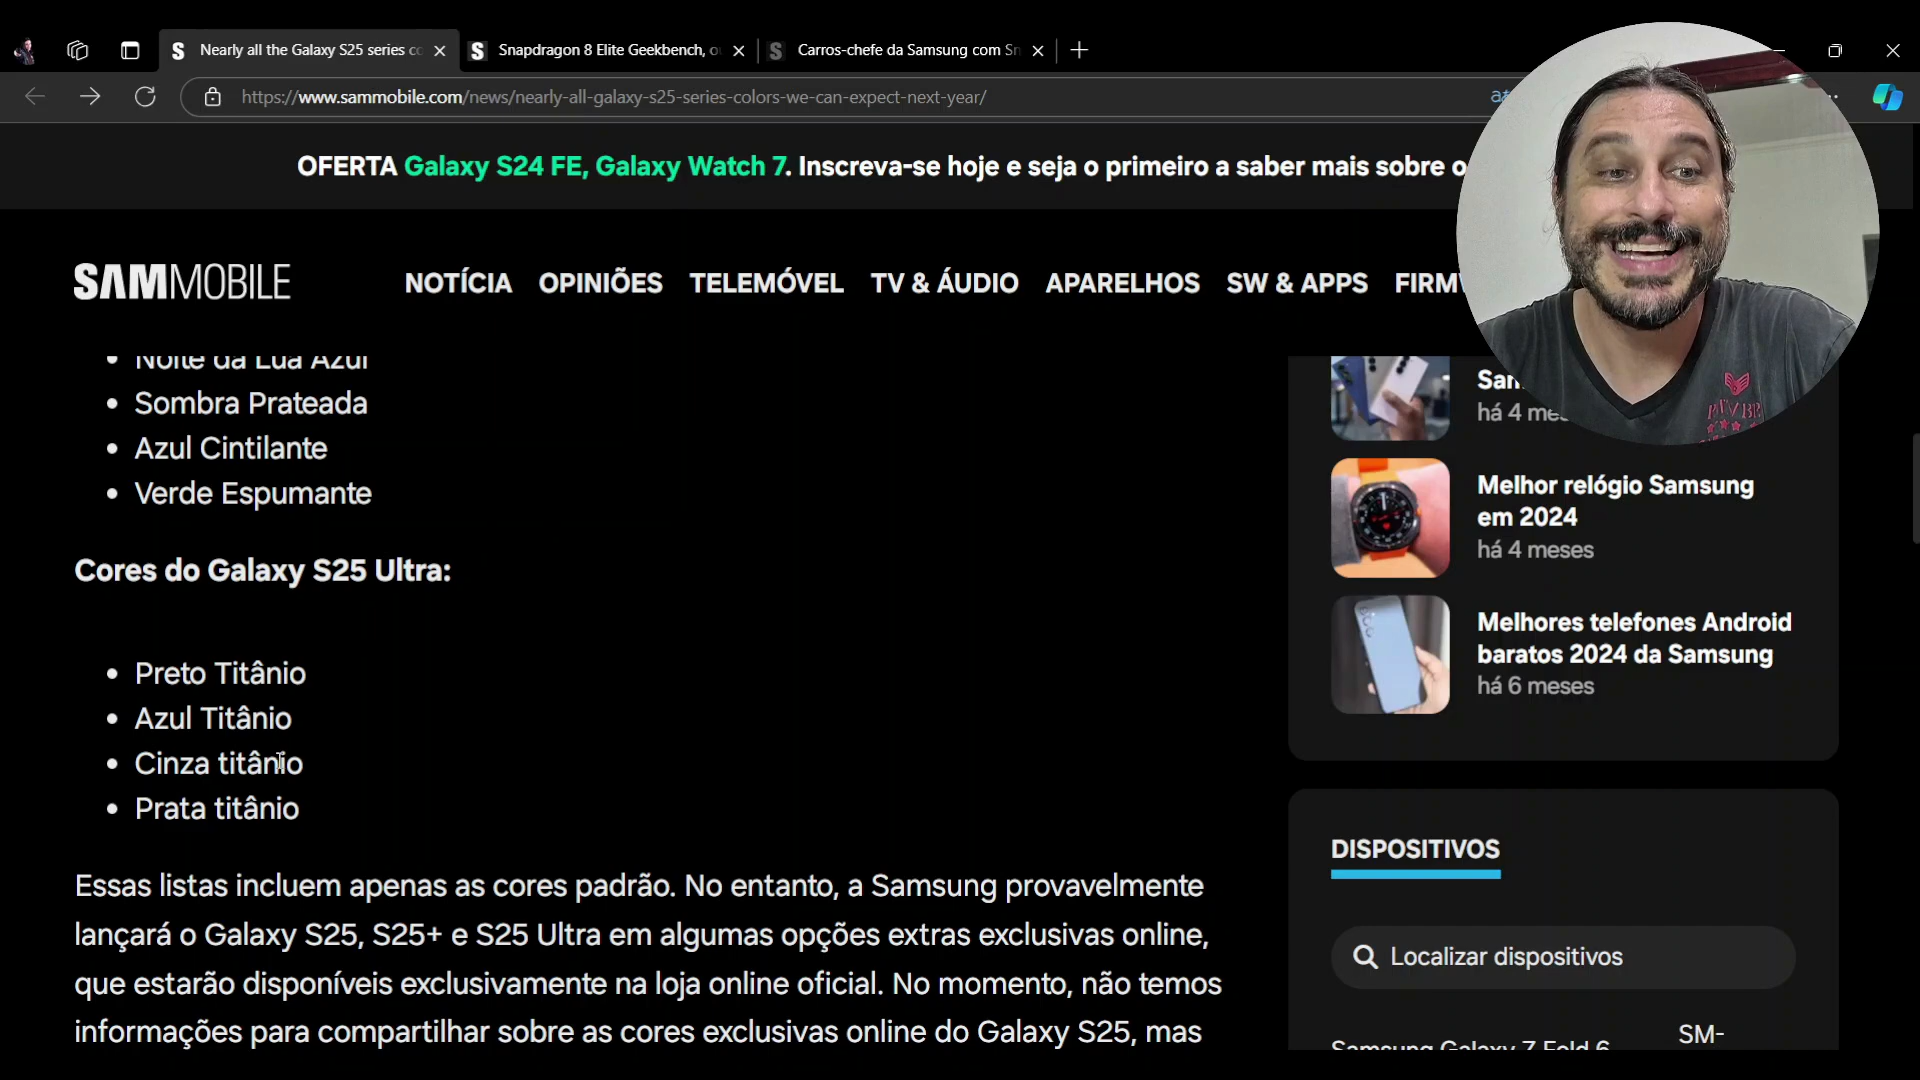 Nearly all the Galaxy S25 series co
Snapdragon 8 Elite Geekbench, o
Carros-chefe da Samsung com Sn
https://www.sammobile.com/news/nearly-all-galaxy-s25-series-colors-we-can-expect-next-year/
OFERTA Galaxy S24 FE, Galaxy Watch 7. Inscreva-se hoje e seja o primeiro a saber mais sobre o
SAMMOBILE
NOTÍCIA OPINIÕES TELEMÓVEL TV & ÁUDIO APARELHOS SW & APPS FIRM
Noite da Lua Azul
• Sombra Prateada
• Azul Cintilante
• Verde Espumante
Cores do Galaxy S25 Ultra:
• Preto Titânio
• Azul Titânio
• Cinza titânio
• Prata titânio
Essas listas incluem apenas as cores padrão. No entanto, a Samsung provavelmente
lançará o Galaxy S25, S25+ e S25 Ultra em algumas opções extras exclusivas online,
que estarão disponíveis exclusivamente na loja online oficial. No momento, não temos
informações para compartilhar sobre as cores exclusivas online do Galaxy S25, mas
há 4
Melhor relógio Samsung
em 2024
há 4 meses
Melhores telefones Android
baratos 2024 da Samsung
há 6 meses
DISPOSITIVOS
Localizar dispositivos
Samsung Galaxy Z Fold 6
SM-